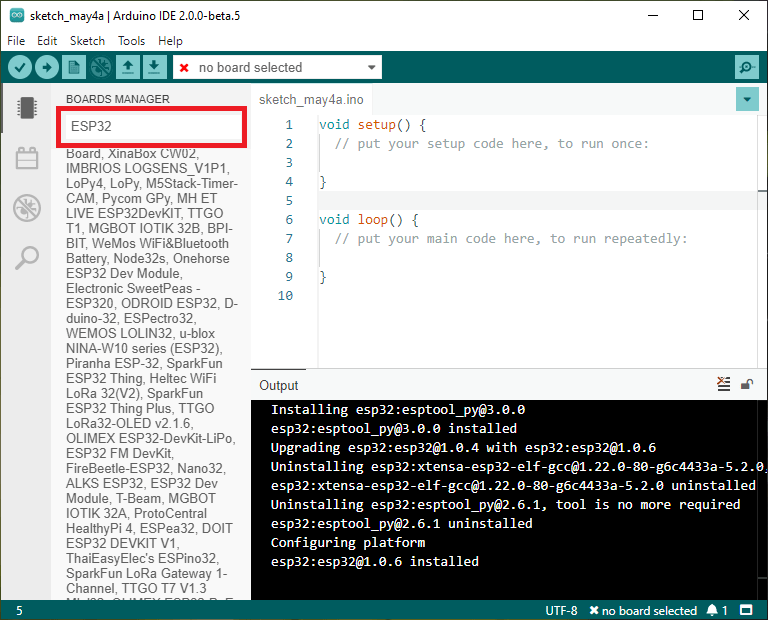 sketch_may4a | Arduino IDE 2.0.0-beta.5
File Edit Sketch Tools Help
no board selected
BOARDS MANAGER
ESP32
Board, XinaBox CW02,
IMBRIOS LOGSENS_V1P1,
LoPy4, LoPy, M5Stack-Timer-
CAM, Pycom GPy, MH ET
LIVE ESP32DevKIT, TTGO
T1, MGBOT IOTIK 32B, BPI-
BIT, WeMos WiFi&Bluetooth
Battery, Node32s, Onehorse
ESP32 Dev Module,
Electronic SweetPeas -
ESP320, ODROID ESP32, D-
duino-32, ESPectro32,
WEMOS LOLIN32, u-blox
NINA-W10 series (ESP32),
Piranha ESP-32, SparkFun
ESP32 Thing, Heltec WiFi
LoRa 32(V2), SparkFun
ESP32 Thing Plus, TTGO
LoRa32-OLED v2.1.6,
OLIMEX ESP32-DevKit-LiPo,
ESP32 FM DevKit,
FireBeetle-ESP32, Nano32,
ALKS ESP32, ESP32 Dev
Module, T-Beam, MGBOT
IOTIK 32A, ProtoCentral
HealthyPi 4, ESPea32, DOIT
ESP32 DEVKIT V1,
ThaiEasyElec's ESPino32,
SparkFun LoRa Gateway 1-
Channel, TTGO T7 V1.3
sketch_may4a.ino
1 void setup() {
2 // put your setup code here, to run once:
3
4 }
5
6 void loop() {
7 // put your main code here, to run repeatedly:
8
9 }
10
Output
Installing esp32:esptool_py@3.0.0
esp32:esptool_py@3.0.0 installed
Upgrading esp32:esp32@1.0.4 with esp32:esp32@1.0.6
Uninstalling esp32:xtensa-esp32-elf-gcc@1.22.0-80-g6c4433a-5.2.0,
esp32:xtensa-esp32-elf-gcc@1.22.0-80-g6c4433a-5.2.0 uninstalled
Uninstalling esp32:esptool_py@2.6.1, tool is no more required
esp32:esptool_py@2.6.1 uninstalled
Configuring platform
esp32:esp32@1.0.6 installed
5 UTF-8 no board selected 1